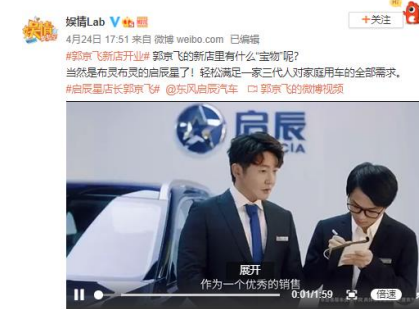 娱情Lab
+关注
4月24日 17:51 来自 微博 weibo.com 已编辑
#郭京飞新店开业# 郭京飞的新店里有什么“宝物”呢?
当然是布灵布灵的启辰星了!轻松满足一家三代人对家庭用车的全部需求。
#启辰星店长郭京飞# @东风启辰汽车 郭京飞的微博视频
启辰
CIA
展开
作为一个优秀的销售
0:01/1:59
倍速